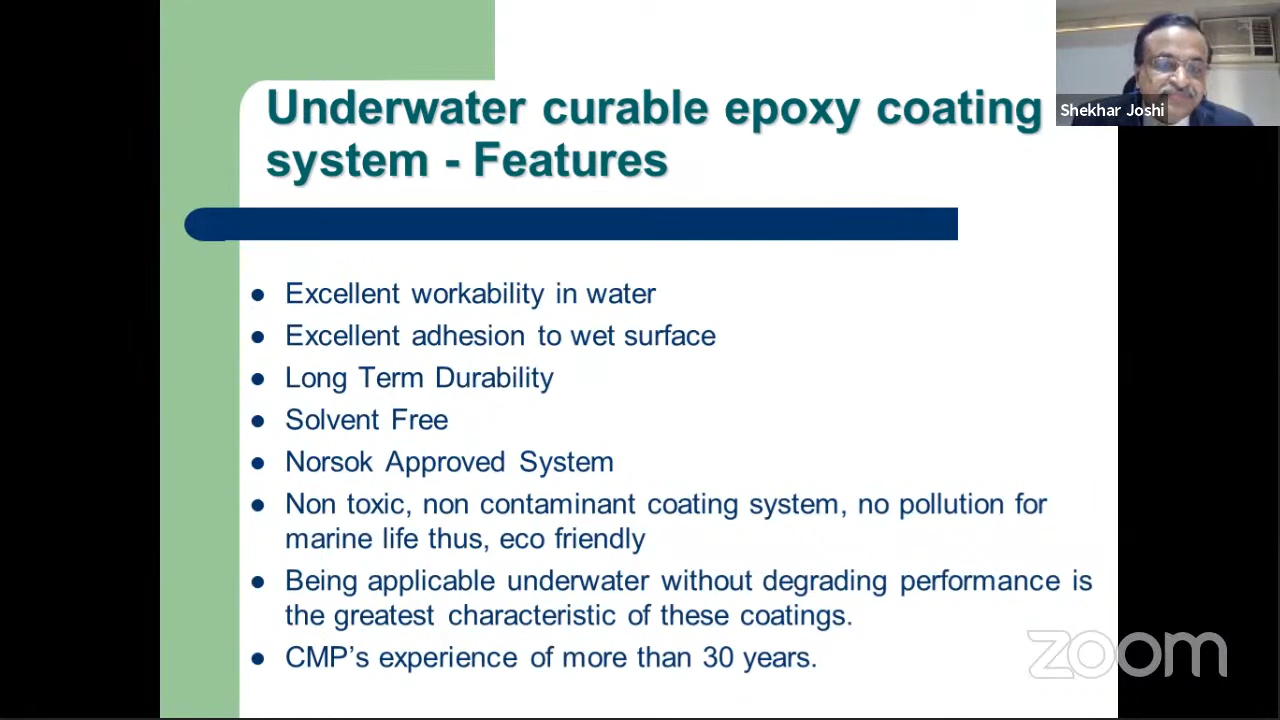 Underwater curable epoxy coating
system - Features
Shekhar Joshi
● Excellent workability in water
● Excellent adhesion to wet surface
● Long Term Durability
● Solvent Free
● Norsok Approved System
● Non toxic, non contaminant coating system, no pollution for
marine life thus, eco friendly
● Being applicable underwater without degrading performance is
the greatest characteristic of these coatings.
● CMP’s experience of more than 30 years.
zoom